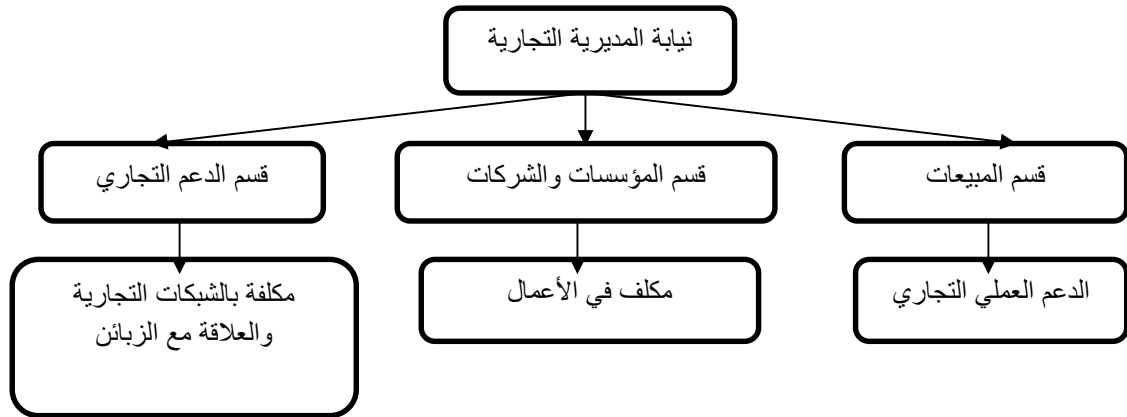 نيابة المديرية التجارية
قسم المبيعات
قسم المؤسسات والشركات
قسم الدعم التجاري
الدعم العملي التجاري
مكلف في الأعمال
مكلفة بالشبكات التجارية
والعلاقة مع الزبائن